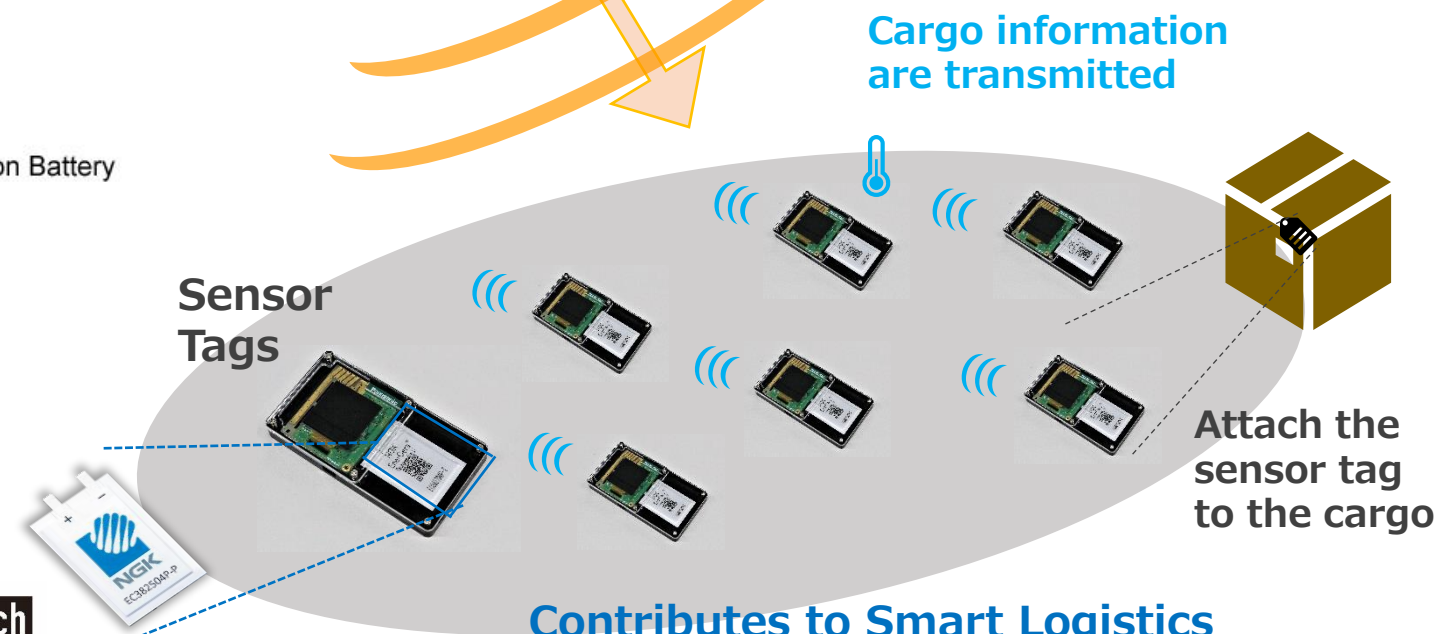 Cargo information
are transmitted
on Battery
Sensor
Tags
Attach the
sensor tag
to the cargo
+ -
NGK
EC382504P-P
ch
Contributes to Smart Logistics